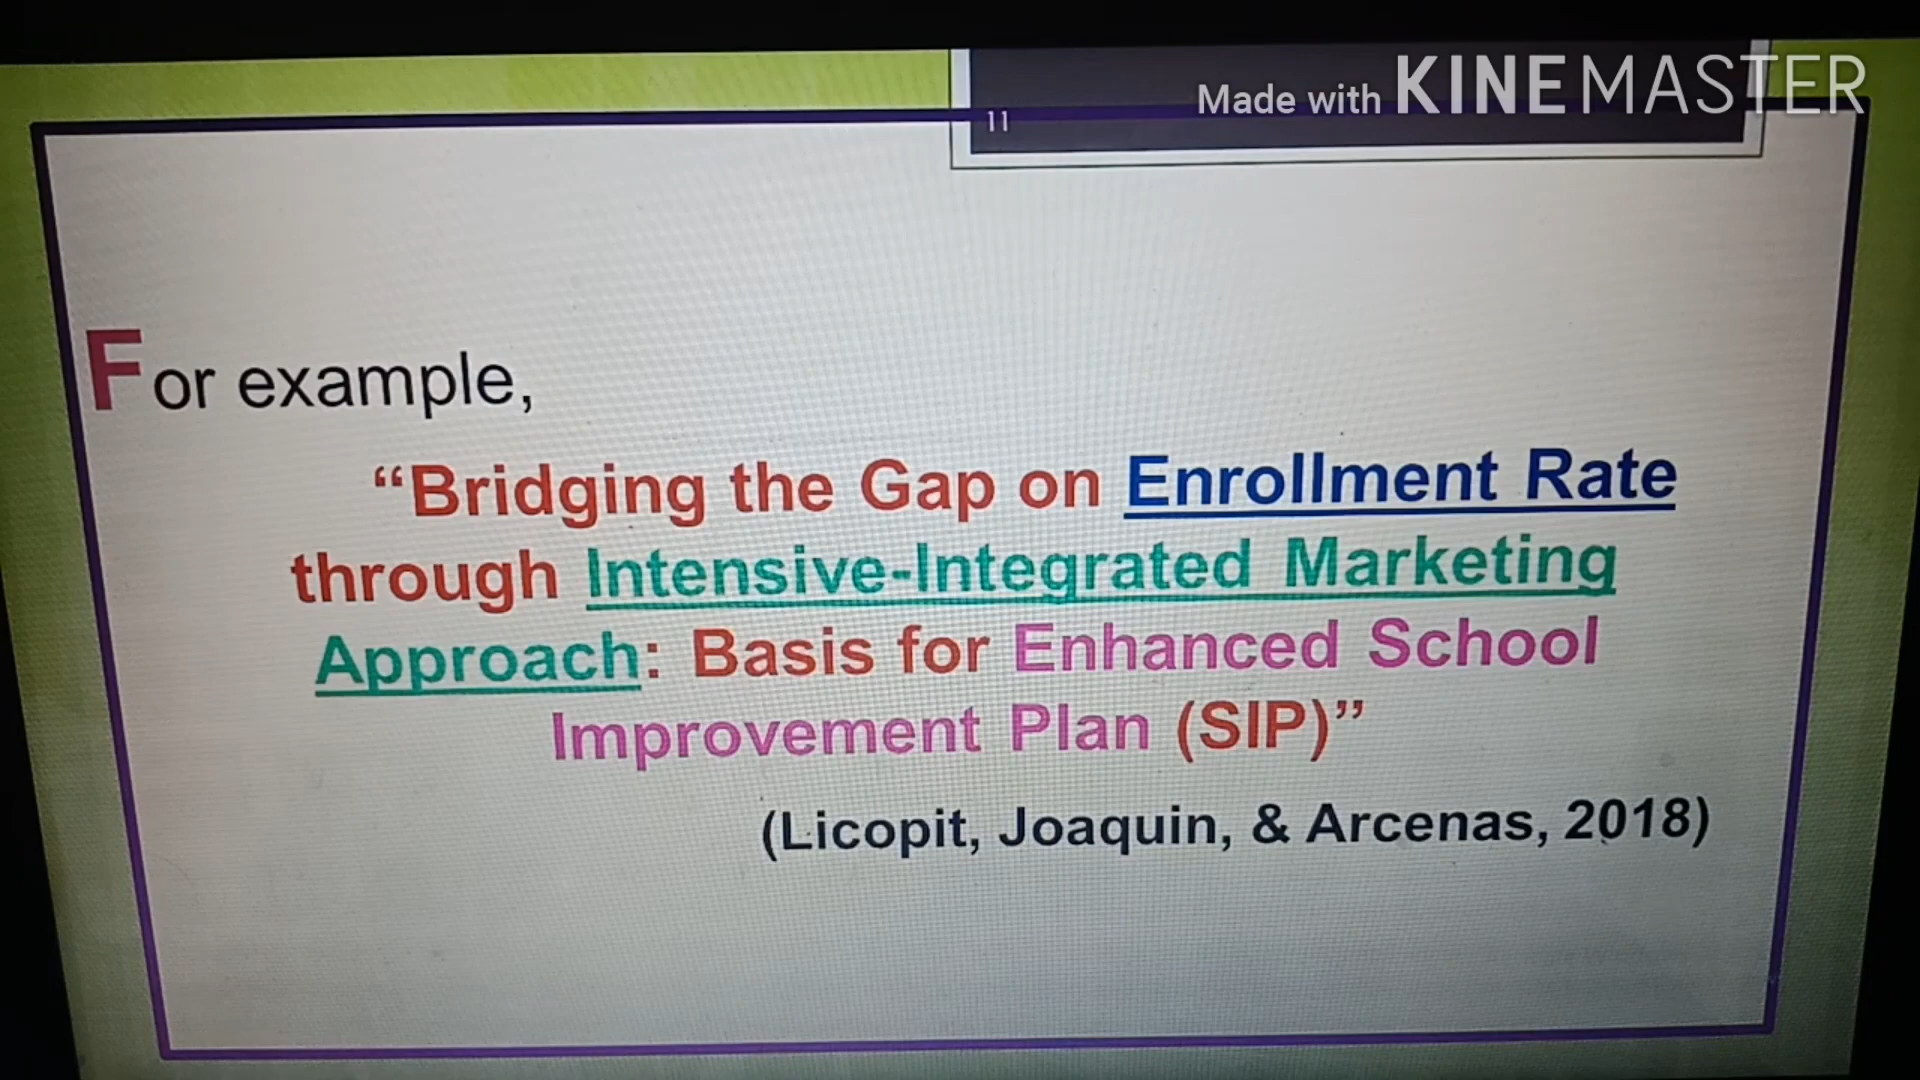 Made with KINEMASTER
11
For example,
“Bridging the Gap on Enrollment Rate
through Intensive-Integrated Marketing
Approach: Basis for Enhanced School
Improvement Plan (SIP)”
(Licopit, Joaquin, & Arcenas, 2018)